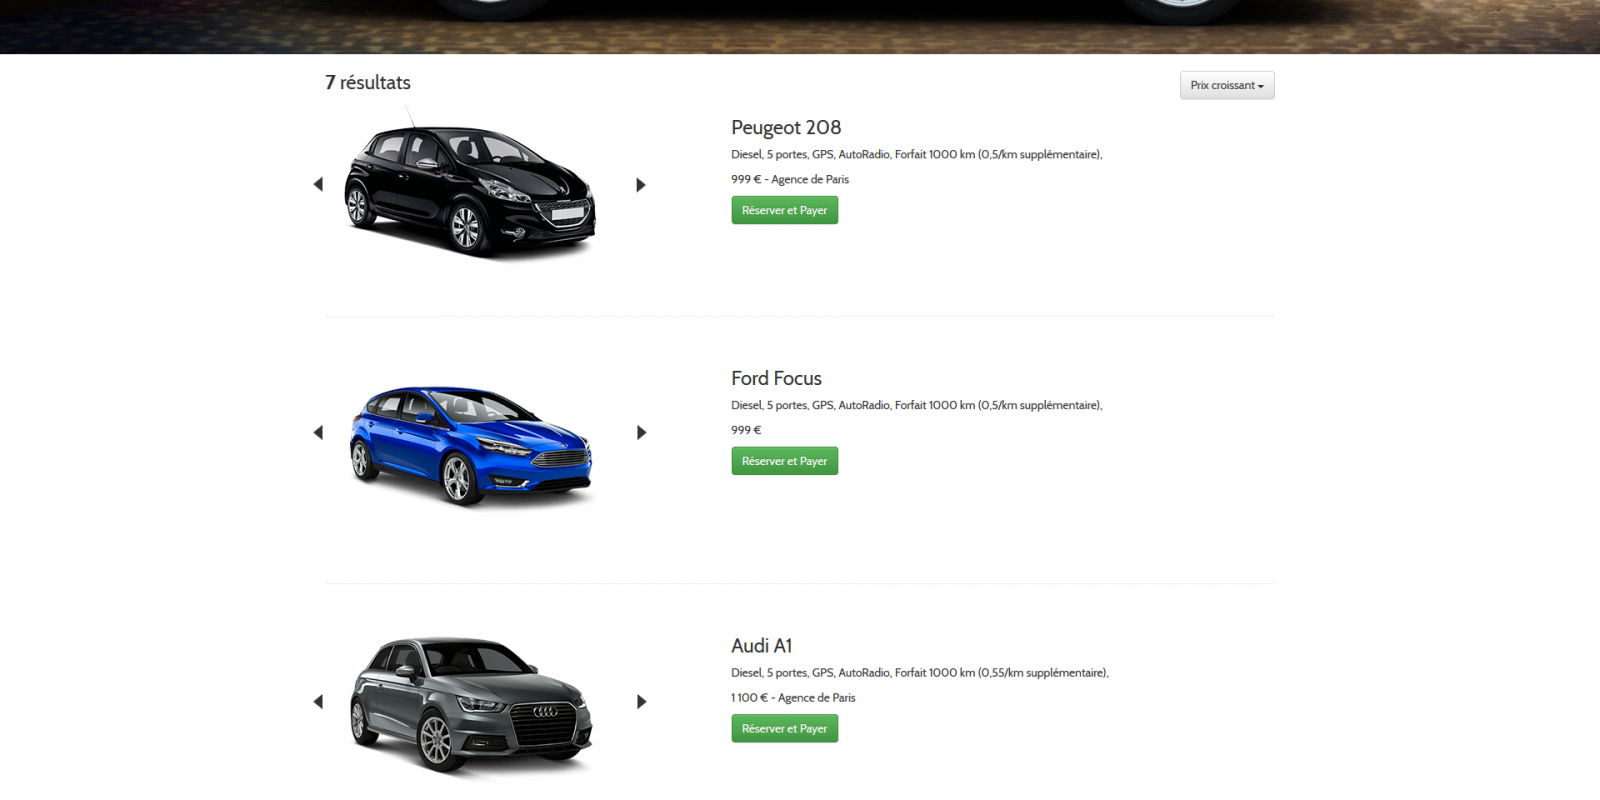 7 résultats
Prix croissant
Peugeot 208
Diesel, 5 portes, GPS, AutoRadio, Forfait 1000 km (0,5/km supplémentaire),
999 € - Agence de Paris
Réserver et Payer
Ford Focus
Diesel, 5 portes, GPS, AutoRadio, Forfait 1000 km (0,5/km supplémentaire),
999 €
Réserver et Payer
Audi A1
Diesel, 5 portes, GPS, AutoRadio, Forfait 1000 km (0,55/km supplémentaire),
1 100 € - Agence de Paris
Réserver et Payer